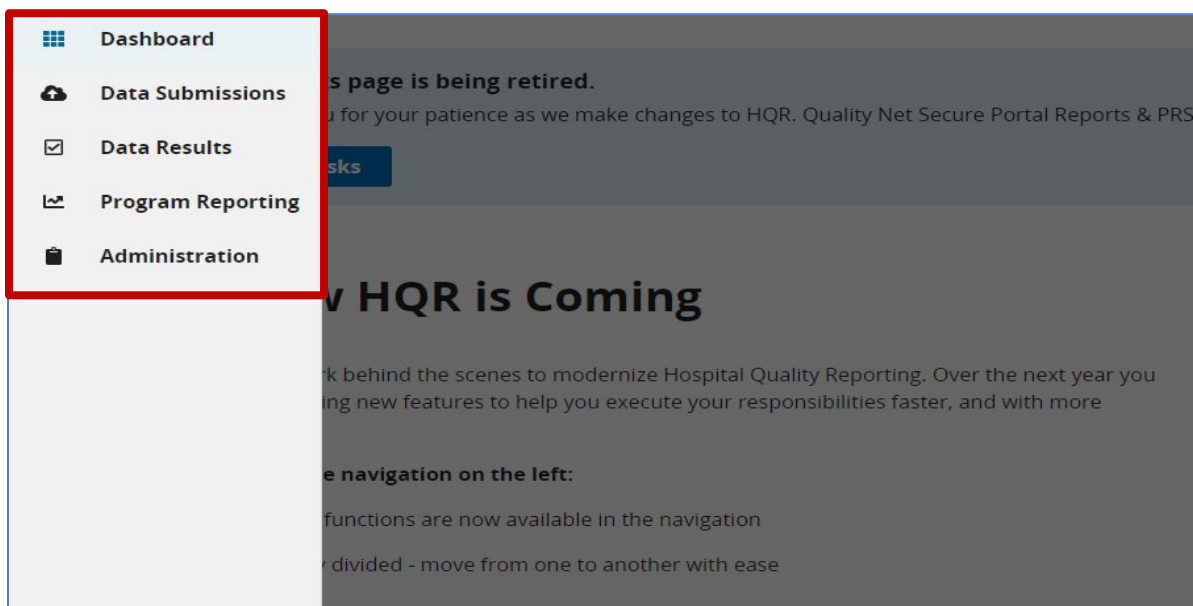 Dashboard
Data Submissions
Data Results
Program Reporting
Administration
page is being retired.
for your patience as we make changes to HQR. Quality Net Secure Portal Reports & PRS
HQR is Coming
behind the scenes to modernize Hospital Quality Reporting. Over the next year you
new features to help you execute your responsibilities faster, and with more
navigation on the left:
functions are now available in the navigation
divided - move from one to another with ease